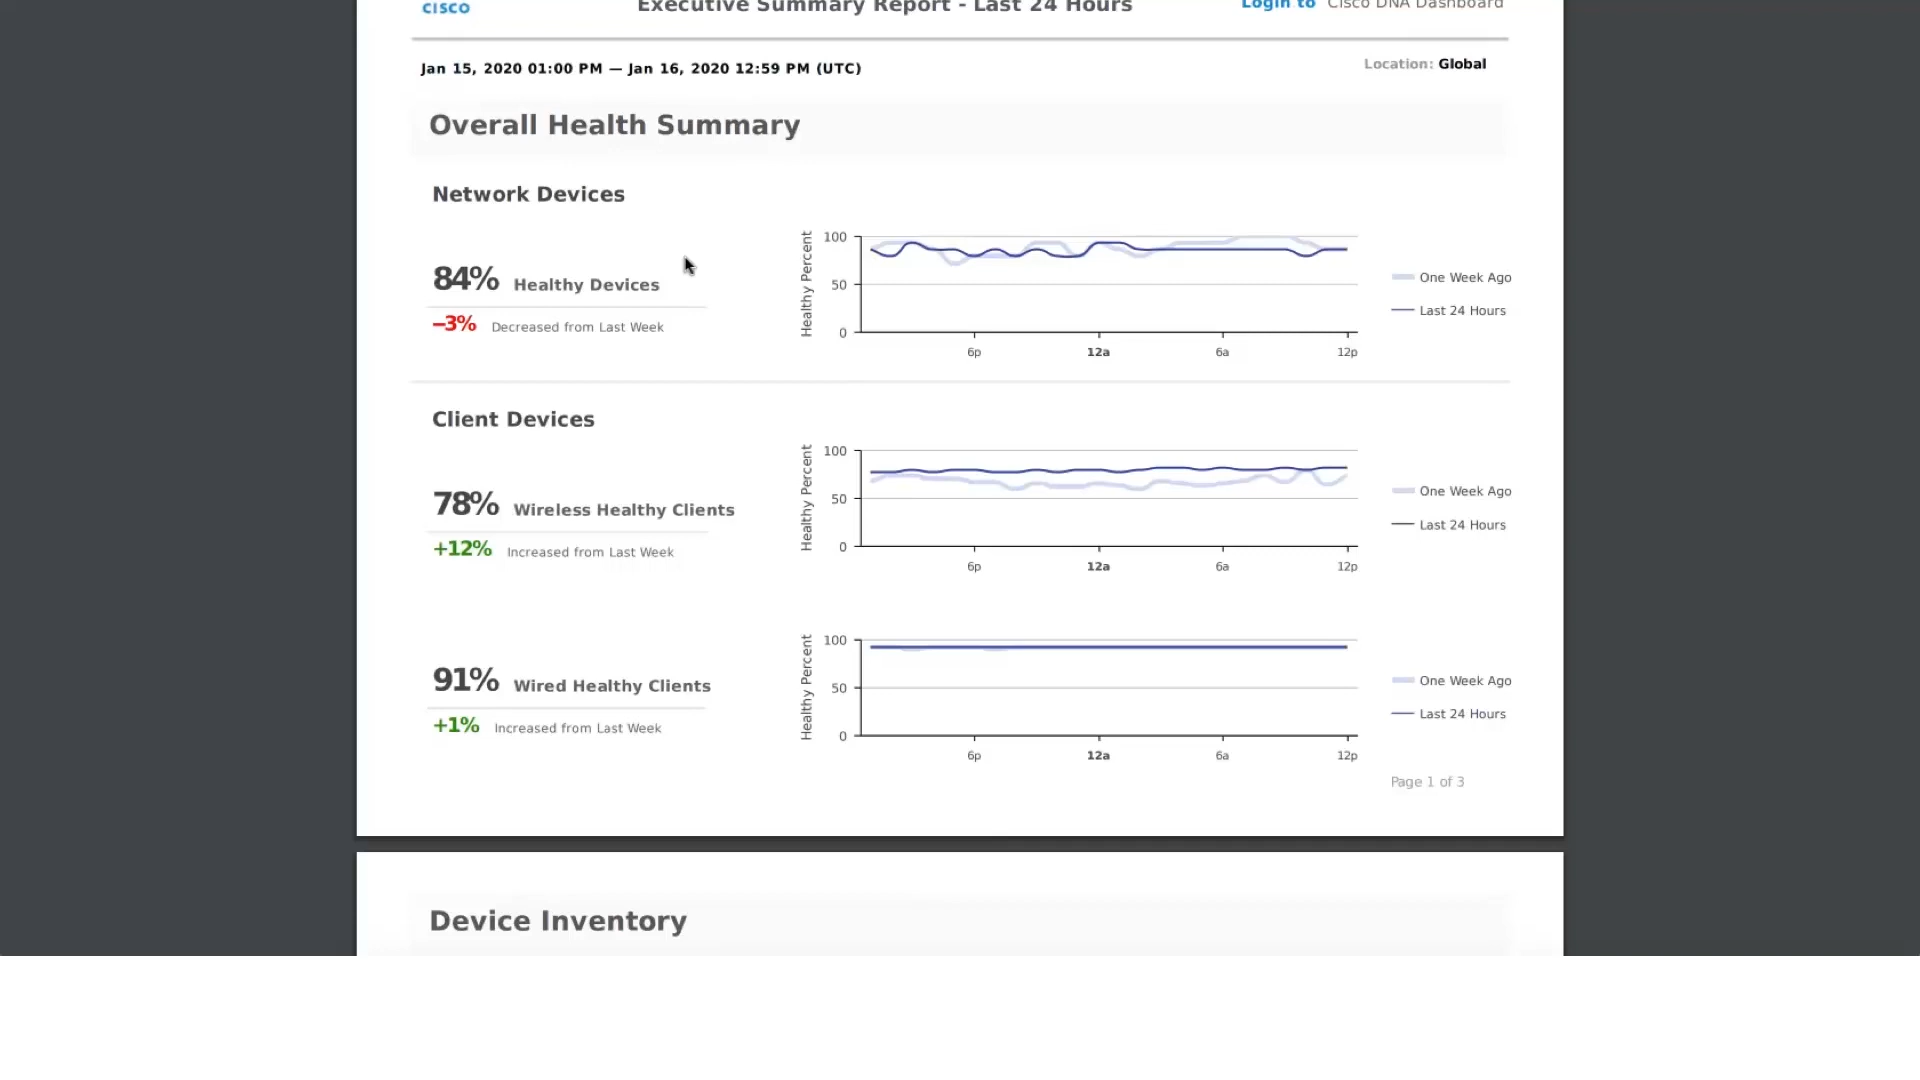 CISCO
Executive Summary Report - Last 24 Hours
Login to Cisco DNA Dashboard
Jan 15, 2020 01:00 PM — Jan 16, 2020 12:59 PM (UTC)
Location: Global
Overall Health Summary
Network Devices
84% Healthy Devices
−3% Decreased from Last Week
Healthy Percent
100
50
0
6p 12a 6a 12p
One Week Ago
Last 24 Hours
Client Devices
78% Wireless Healthy Clients
+12% Increased from Last Week
Healthy Percent
100
50
0
6p 12a 6a 12p
One Week Ago
Last 24 Hours
91% Wired Healthy Clients
+1% Increased from Last Week
Healthy Percent
100
50
0
6p 12a 6a 12p
One Week Ago
Last 24 Hours
Page 1 of 3
Device Inventory